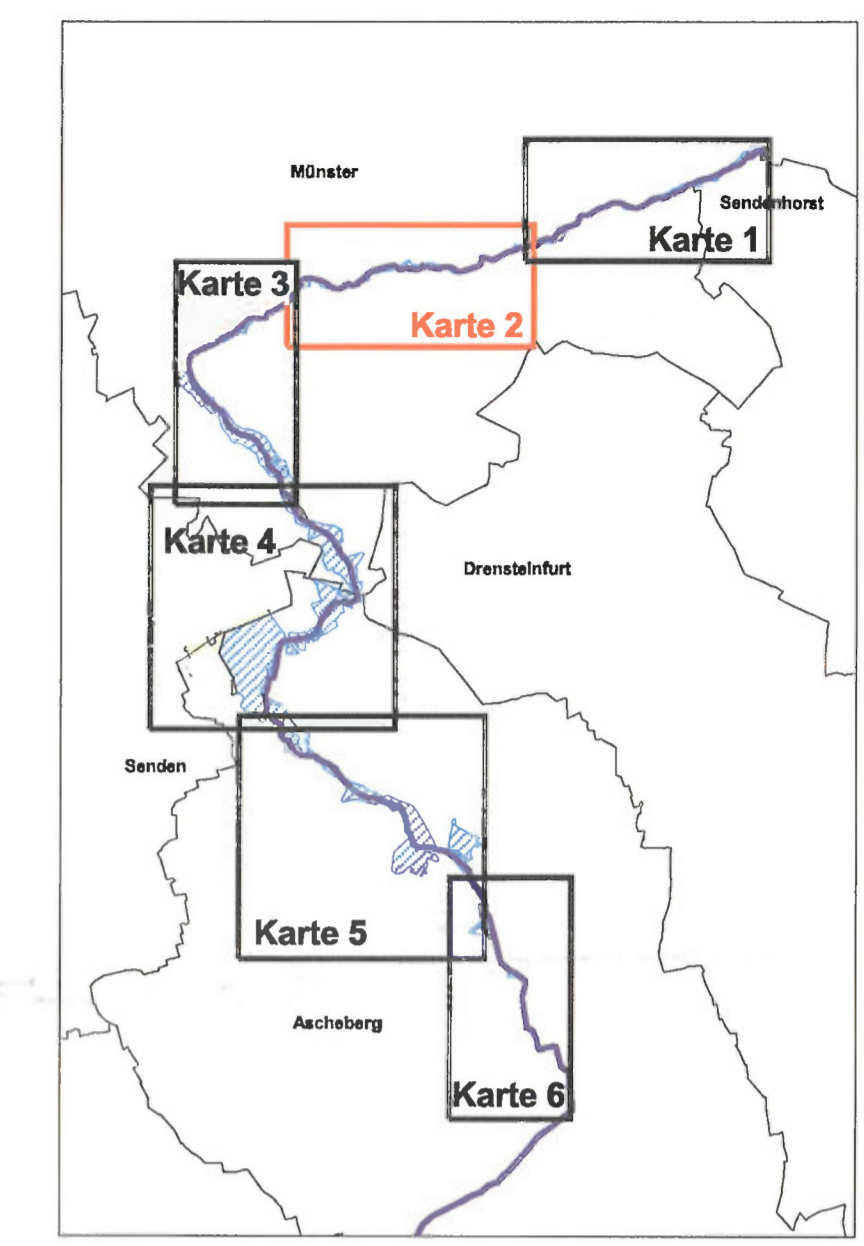 Münster
Sendenhorst
Karte 1
Karte 3
Karte 2
Karte 4
Drensteinfurt
Senden
Karte 5
Ascheberg
Karte 6